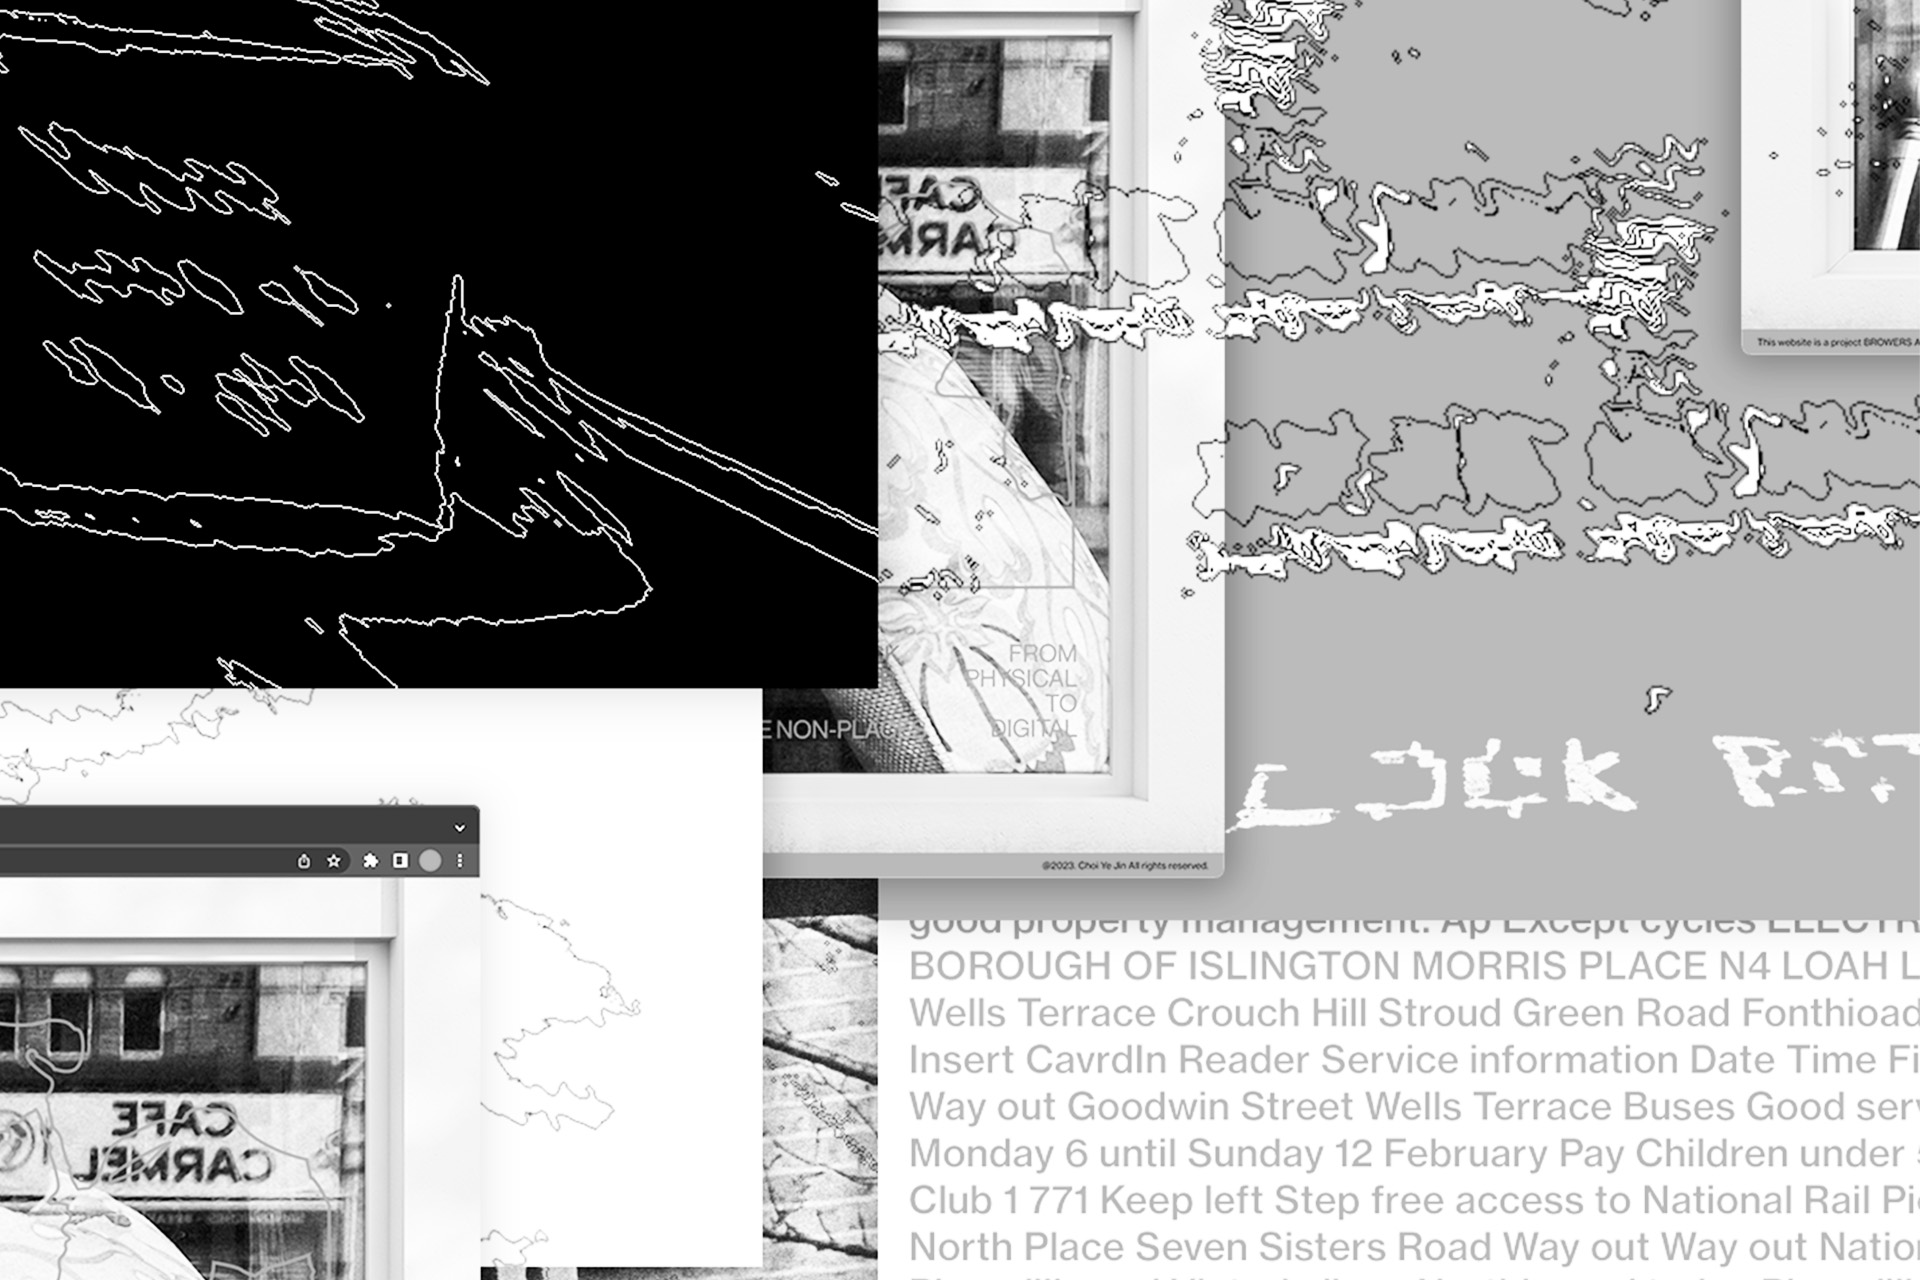 CAFE
CARMEL
This website is a project BROWERS
FROM
PHYSICAL
TO
DIGITAL
E NON-PLAC
@2023. Choi Ye Jin All rights reserved.
good property management. Ap Except cycles ELECTR
BOROUGH OF ISLINGTON MORRIS PLACE N4 LOAH L
Wells Terrace Crouch Hill Stroud Green Road Fonthioad
Insert CavrdIn Reader Service information Date Time Fi
Way out Goodwin Street Wells Terrace Buses Good serv
Monday 6 until Sunday 12 February Pay Children under
Club 1 771 Keep left Step free access to National Rail Pi
North Place Seven Sisters Road Way out Way out Nation
CAFE
CARMEL